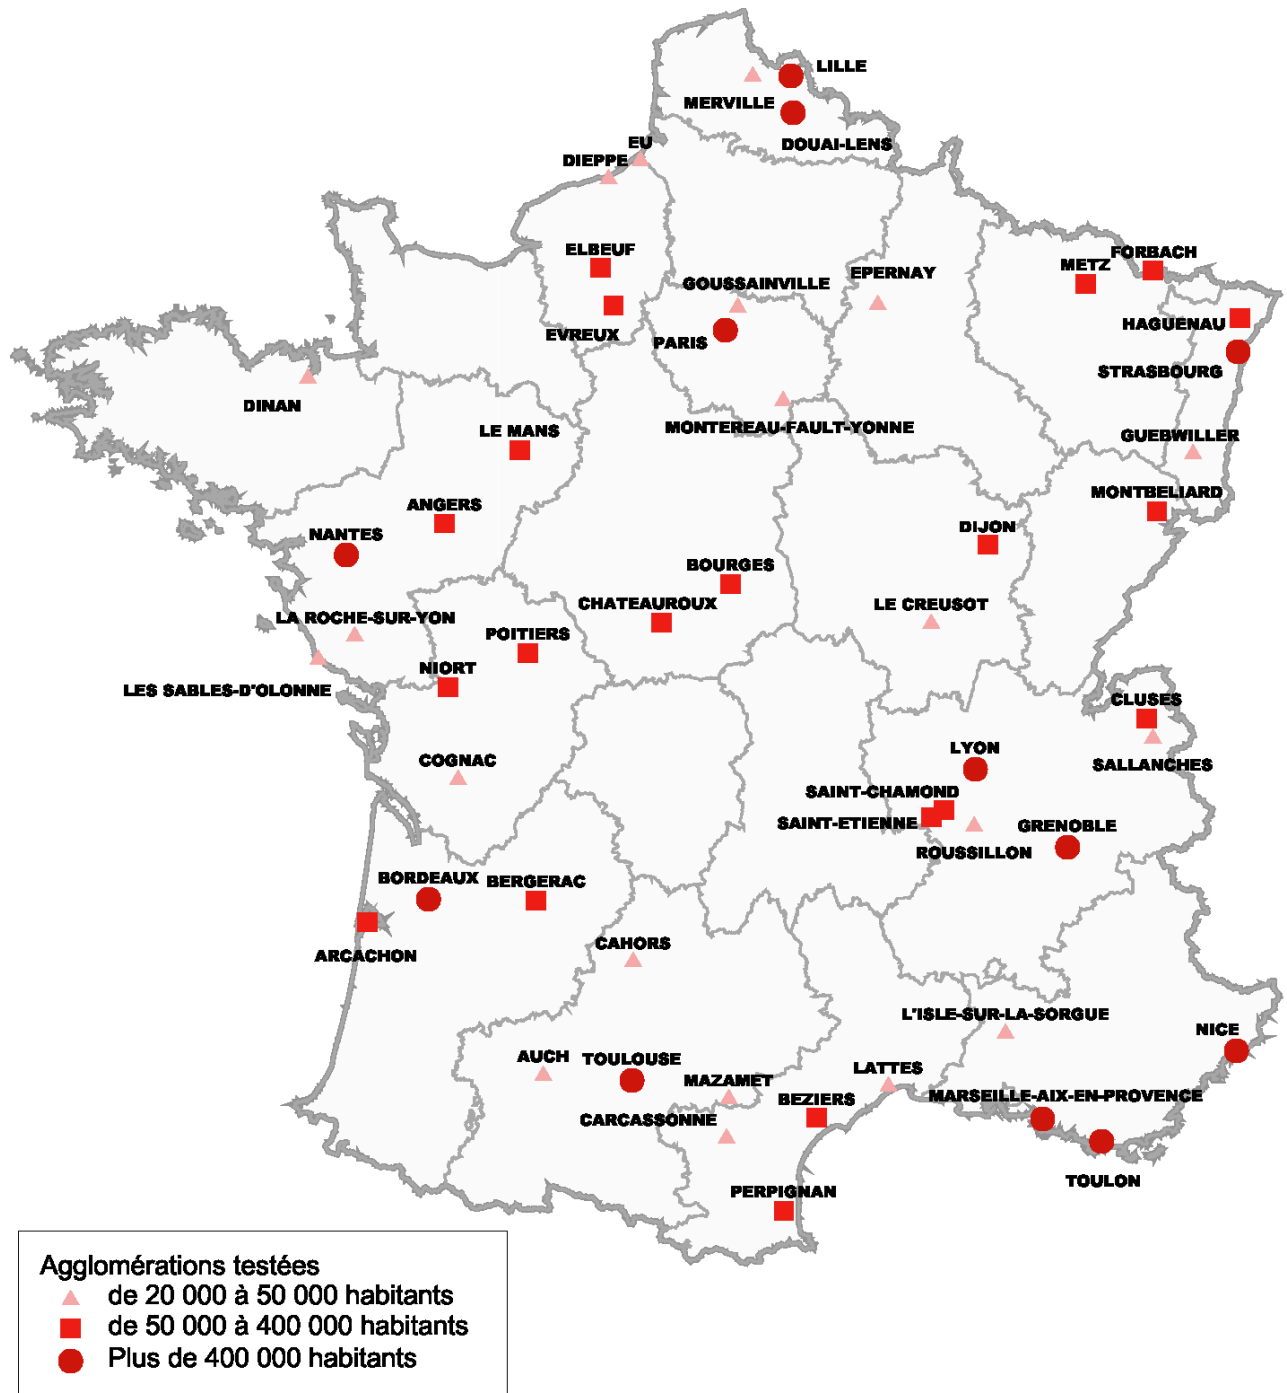 LILLE
MERVILLE
DOUAI-LENS
EU
DIEPPE
ELBEUF
FORBACH
METZ
EPERNAY
GOUSSAINVILLE
HAGUENAU
EVREUX
PARIS
STRASBOURG
DINAN
MONTEREAU-FAULT-YONNE
LE MANS
GUEBWILLER
MONTBELIARD
ANGERS
DIJON
NANTES
BOURGES
CHATEAUROUX
LE CREUSOT
LA ROCHE-SUR-YON
POITIERS
NIORT
LES SABLES-D'OLONNE
CLUSES
LYON
COGNAC
SALLANCHES
SAINT-CHAMOND
SAINT-ETIENNE
GRENOBLE
ROUSSILLON
BORDEAUX
BERGERAC
CAHORS
ARCACHON
L'ISLE-SUR-LA-SORGUE
NICE
AUCH
TOULOUSE
LATTES
MAZAMET
MARSEILLE-AIX-EN-PROVENCE
BEZIERS
CARCASSONNE
TOULON
PERPIGNAN
Agglomérations testées
de 20 000 à 50 000 habitants
de 50 000 à 400 000 habitants
Plus de 400 000 habitants